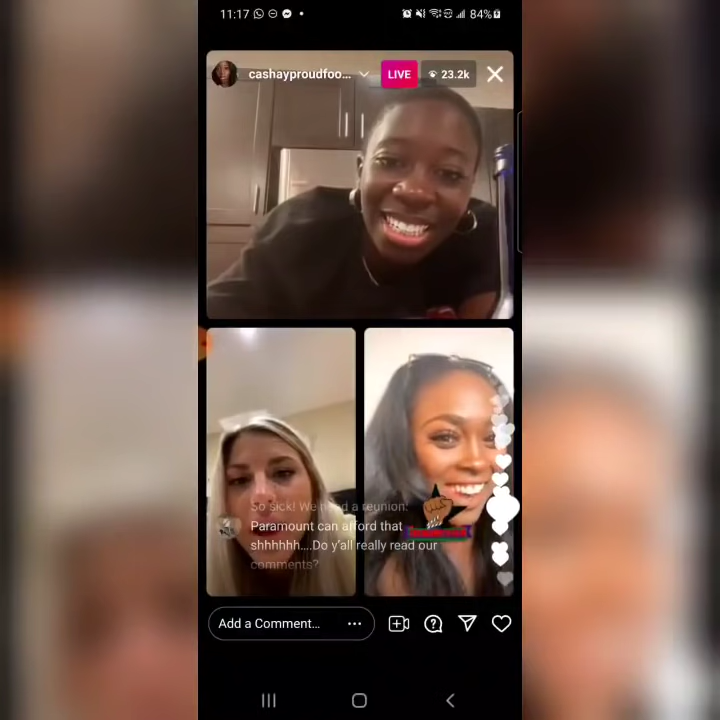 11:17
84%
cashayproudfoo...
LIVE
23.2k
So sick! We need a reunion.
Paramount can afford that
shhhhhh....Do y'all really read our
comments?
Add a Comment...